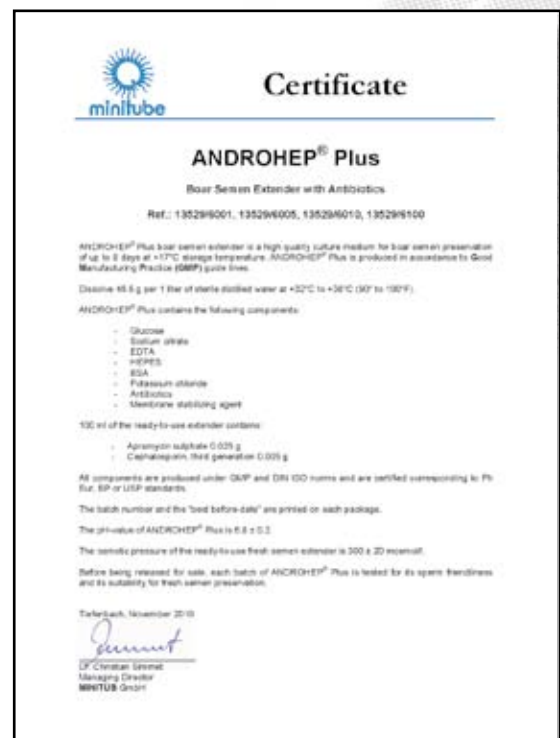 minitube
Certificate
ANDROHEP® Plus
Boar Semen Extender with Antibiotics
Ref.: 13529/6001, 13529/6005, 13529/6010, 13529/6100
ANDROHEP® Plus boar semen extender is a high quality culture medium for boar semen preservation
of up to days at +17°C storage temperature. ANDROHEP® Plus is produced in accordance to Good
Manufacturing Practice (GMP) guide lines.
Dissolve g per 1 liter of sterile distilled water at +32°C to +38°C (90° to 100°F).
ANDROHEP® Plus contains the following components:
- Glucose
- Sodium citrate
- EDTA
- HEPES
- BSA
- Potassium chloride
- Antibiotics
- Membrane stabilizing agent
100 ml of the ready-to-use extender contains:
- Apramycin sulphate 0.025 g
- Cephalosporin, third generation 0.005 g
All components are produced under GMP and DIN ISO norms and are certified corresponding to Ph
Eur, BP or USP standards.
The batch number and the "best before-date" are printed on each package.
The pH-value of ANDROHEP® Plus is 6.8 ±
The osmotic pressure of the ready-to-use fresh semen extender is 300 ± 20
Before being released for sale, each batch of ANDROHEP® Plus is tested for its sperm friendliness
and its suitability for fresh semen preservation.
Tiefenbach, November
Christian Simmet
Managing Director
MINITÜB GmbH